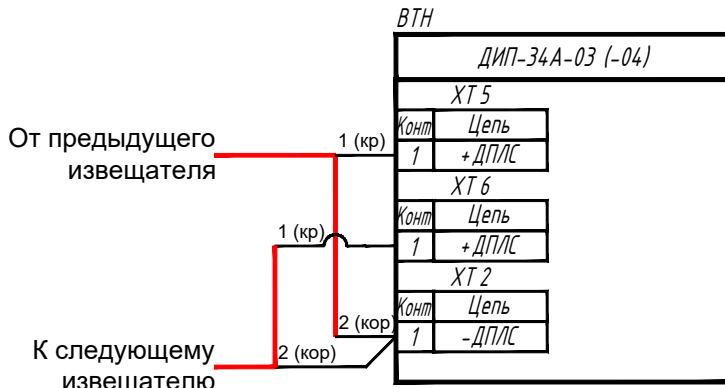 ВТН
ДИП-34А-03 (-04)
ХТ 5
Конт Цепь
1 +ДПЛС
От предыдущего
извещателя
1 (кр)
ХТ 6
Конт Цепь
1 +ДПЛС
1 (кр)
ХТ 2
Конт Цепь
1 -ДПЛС
2 (кор)
К следующему
извещателю
2 (кор)